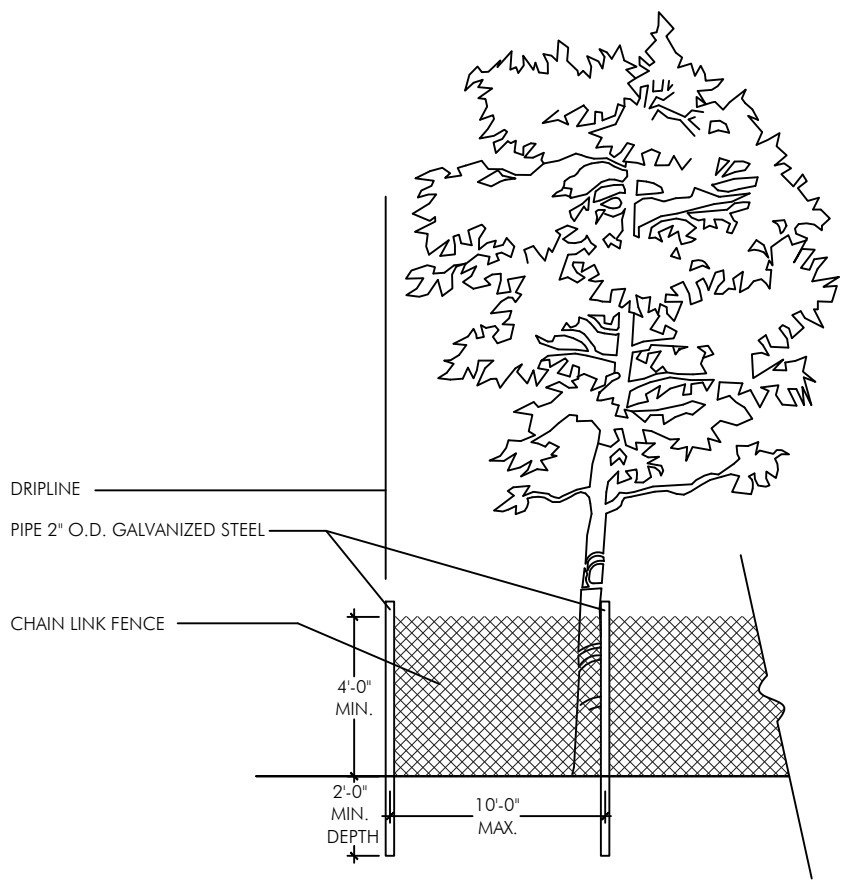 DRIPLINE
PIPE 2" O.D. GALVANIZED STEEL
CHAIN LINK FENCE
4'-0"
MIN.
2'-0"
MIN.
DEPTH
10'-0"
MAX.